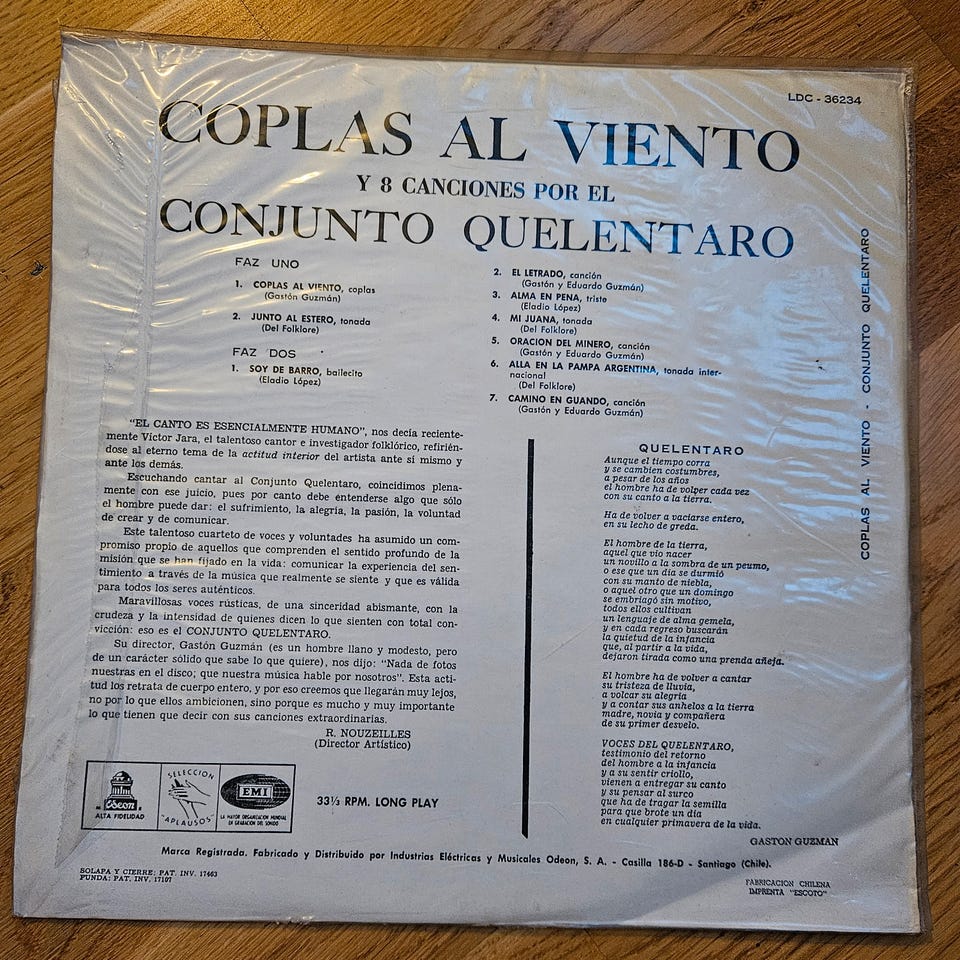 LDC - 36234
COPLAS AL VIENTO
Y 8 CANCIONES POR EL
CONJUNTO QUELENTARO
FAZ UNO
1. COPLAS AL VIENTO, coplas
(Gastón Guzmán)
2. JUNTO AL ESTERO, tonada
(Del Folklore)
FAZ DOS
1. SOY DE BARRO, bailecito
(Eladio López)
2. EL LETRADO, canción
(Gastón y Eduardo Guzmán)
3. ALMA EN PENA, triste
(Eladio López)
4. MI JUANA, tonada
(Del Folklore)
5. ORACION DEL MINERO, canción
(Gastón y Eduardo Guzmán)
6. ALLA EN LA PAMPA ARGENTINA, tonada inter-
nacional
(Del Folklore)
7. CAMINO EN GUANDO, canción
(Gastón y Eduardo Guzmán)
"EL CANTO ES ESENCIALMENTE HUMANO", nos decía reciente-
mente Víctor Jara, el talentoso cantor e investigador folklórico, refirién-
dose al eterno tema de la actitud interior del artista ante sí mismo y
ante los demás.
Escuchando cantar al Conjunto Quelentaro, coincidimos plena-
mente con ese juicio, pues por canto debe entenderse algo que sólo
el hombre puede dar: el sufrimiento, la alegría, la pasión, la voluntad
de crear y de comunicar.
Este talentoso cuarteto de voces y voluntades ha asumido un com-
promiso propio de aquellos que comprenden el sentido profundo de la
misión que se han fijado en la vida: comunicar la experiencia del sen-
timiento a través de la música que realmente se siente y que es válida
para todos los seres auténticos.
Maravillosas voces rústicas, de una sinceridad abismante, con la
crudeza y la intensidad de quienes dicen lo que sienten con total con-
vicción: eso es el CONJUNTO QUELENTARO.
Su director, Gastón Guzmán (es un hombre llano y modesto, pero
de un carácter sólido que sabe lo que quiere), nos dijo: "Nada de fotos
nuestras en el disco; que nuestra música hable por nosotros". Esta acti-
tud los retrata de cuerpo entero, y por eso creemos que llegarán muy lejos,
no por lo que ellos ambicionen, sino porque es mucho y muy importante
lo que tienen que decir con sus canciones extraordinarias.
R. NOUZEILLES
(Director Artístico)
QUELENTARO
Aunque el tiempo corra
y se cambien costumbres,
a pesar de los años
el hombre ha de volver cada vez
con su canto a la tierra.
Ha de volver a vaciarse entero,
en su lecho de greda.
El hombre de la tierra,
aquel que vio nacer
un novillo a la sombra de un peumo,
o ese que un día se durmió
con su manto de niebla,
o aquel otro que un domingo
se embriagó sin motivo,
todos ellos cultivan
un lenguaje de alma gemela,
y en cada regreso buscarán
la quietud de la infancia
que, al partir a la vida,
dejaron tirada como una prenda añeja.
El hombre ha de volver a cantar
su tristeza de lluvia,
a volcar su alegría
y a contar sus anhelos a la tierra
madre, novia y compañera
de su primer desvelo.
VOCES DEL QUELENTARO,
testimonio del retorno
del hombre a la infancia
y a su sentir criollo,
vienen a entregar su canto
y su pensar al surco
que ha de tragar la semilla
para que brote un día
en cualquier primavera de la vida.
GASTON GUZMAN
COPLAS AL VIENTO - CONJUNTO QUELENTARO
Odeon
ALTA FIDELIDAD
SELECCION
"APLAUSOS"
EMI
LA MAYOR ORGANIZACION MUNDIAL
EN GRABACION DEL SONIDO
33⅓ RPM. LONG PLAY
Marca Registrada. Fabricado y Distribuido por Industrias Eléctricas y Musicales Odeon, S. A. - Casilla 186-D - Santiago (Chile).
SOLAPA Y CIERRE: PAT. INV. 17463
FUNDA: PAT. INV. 17107
FABRICACION CHILENA
IMPRENTA "ESCOTO"